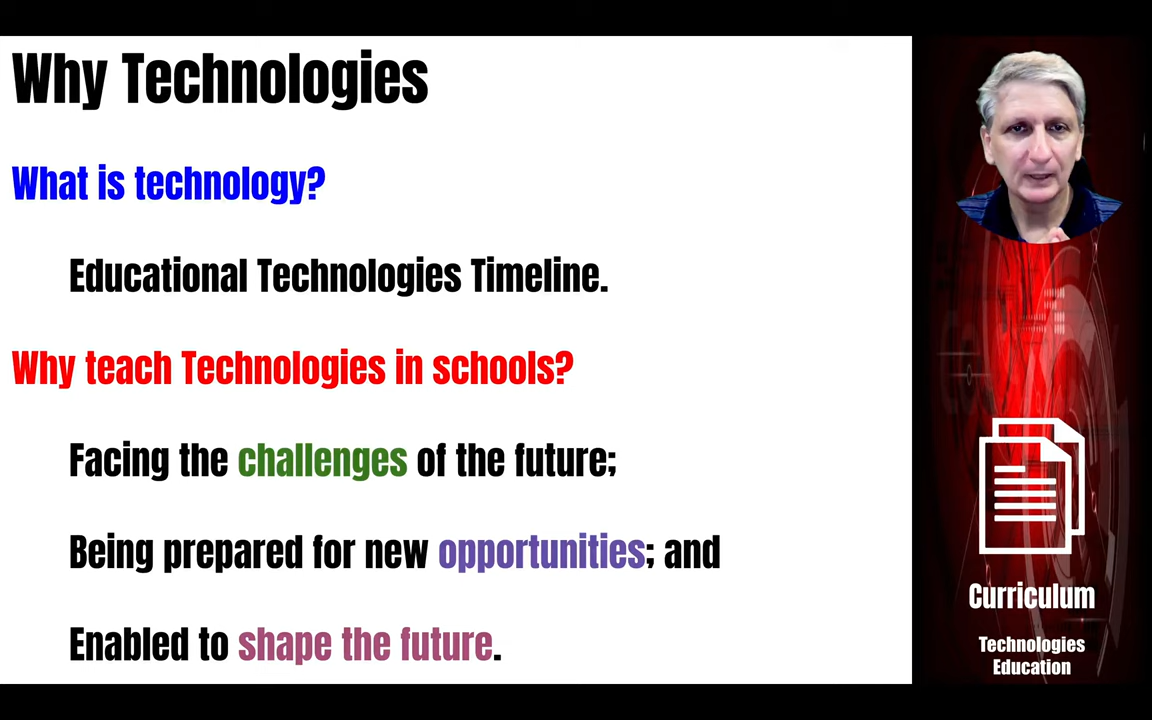 Why Technologies
What is technology?
Educational Technologies Timeline.
Why teach Technologies in schools?
Facing the challenges of the future;
Being prepared for new opportunities; and
Enabled to shape the future.
Curriculum
Technologies
Education